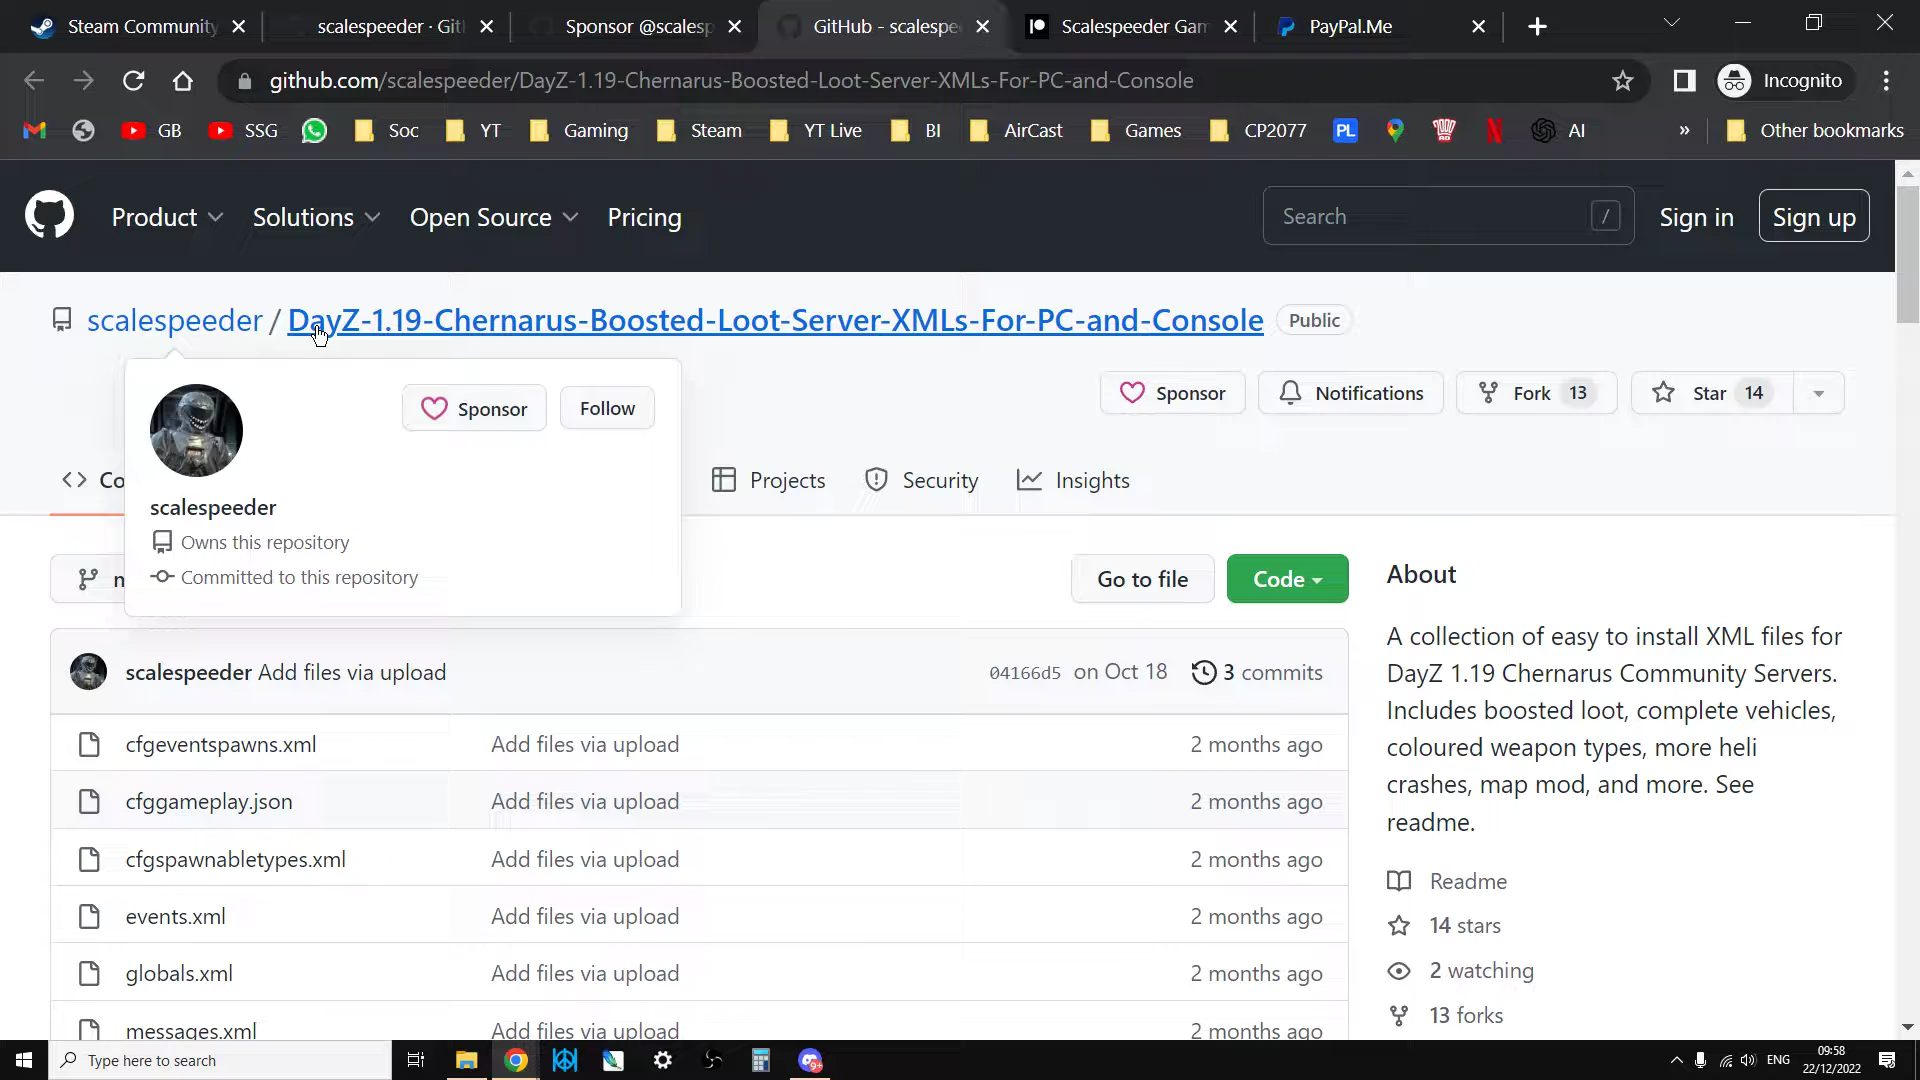 Steam Community
scalespeeder · Git
Sponsor @scalesp
GitHub - scalespe
Scalespeeder Gam
PayPal.Me
github.com/scalespeeder/DayZ-1.19-Chernarus-Boosted-Loot-Server-XMLs-For-PC-and-Console
Incognito
GB
SSG
Soc
YT
Gaming
Steam
YT Live
BI
AirCast
Games
CP2077
PL
AI
»
Other bookmarks
Product
Solutions
Open Source
Pricing
Search /
Sign in
Sign up
scalespeeder / DayZ-1.19-Chernarus-Boosted-Loot-Server-XMLs-For-PC-and-Console Public
Sponsor
Follow
scalespeeder
Owns this repository
Committed to this repository
Sponsor
Notifications
Fork 13
Star 14
Co
Projects
Security
Insights
m
Go to file
Code
scalespeeder Add files via upload 04166d5 on Oct 18 3 commits
cfgeventspawns.xml Add files via upload 2 months ago
cfggameplay.json Add files via upload 2 months ago
cfgspawnabletypes.xml Add files via upload 2 months ago
events.xml Add files via upload 2 months ago
globals.xml Add files via upload 2 months ago
messages.xml Add files via upload 2 months ago
About
A collection of easy to install XML files for
DayZ 1.19 Chernarus Community Servers.
Includes boosted loot, complete vehicles,
coloured weapon types, more heli
crashes, map mod, and more. See
readme.
Readme
14 stars
2 watching
13 forks
Type here to search
ENG
09:58
22/12/2022